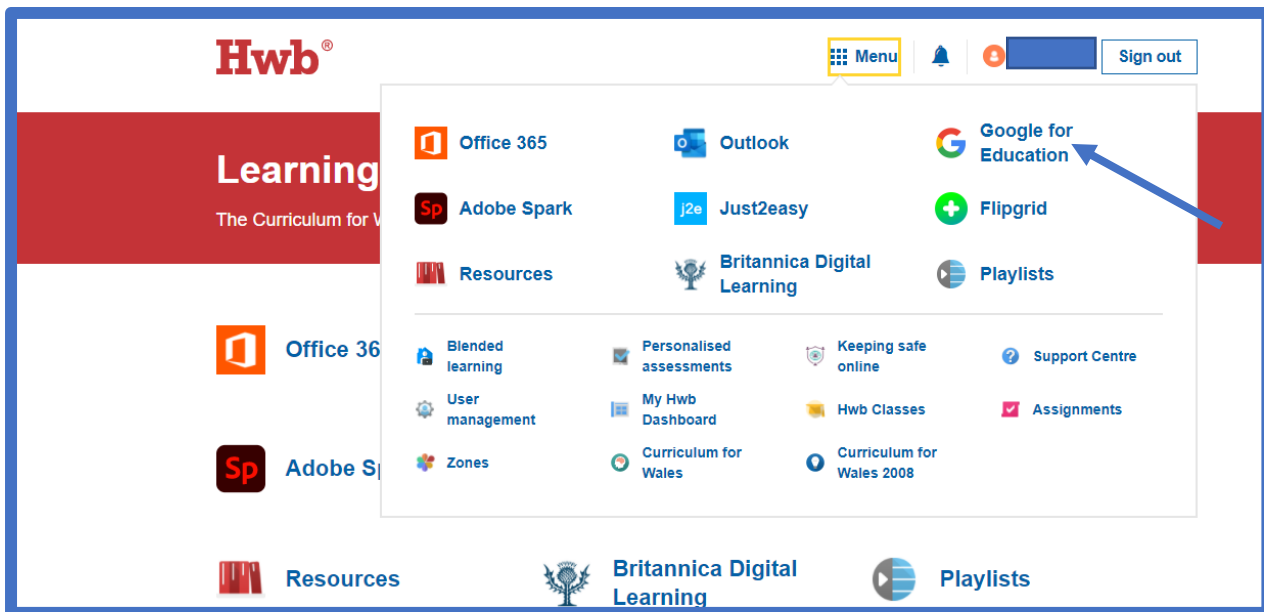 Hwb®
Menu
Sign out
Office 365
Outlook
Google for
Education
Learning
The Curriculum for W
Sp
Adobe Spark
j2e
Just2easy
Flipgrid
Resources
Britannica Digital
Learning
Playlists
Office 36
Blended
learning
Personalised
assessments
Keeping safe
online
Support Centre
User
management
My Hwb
Dashboard
Hwb Classes
Assignments
Zones
Curriculum for
Wales
Curriculum for
Wales 2008
Sp
Adobe Sp
Resources
Britannica Digital
Learning
Playlists